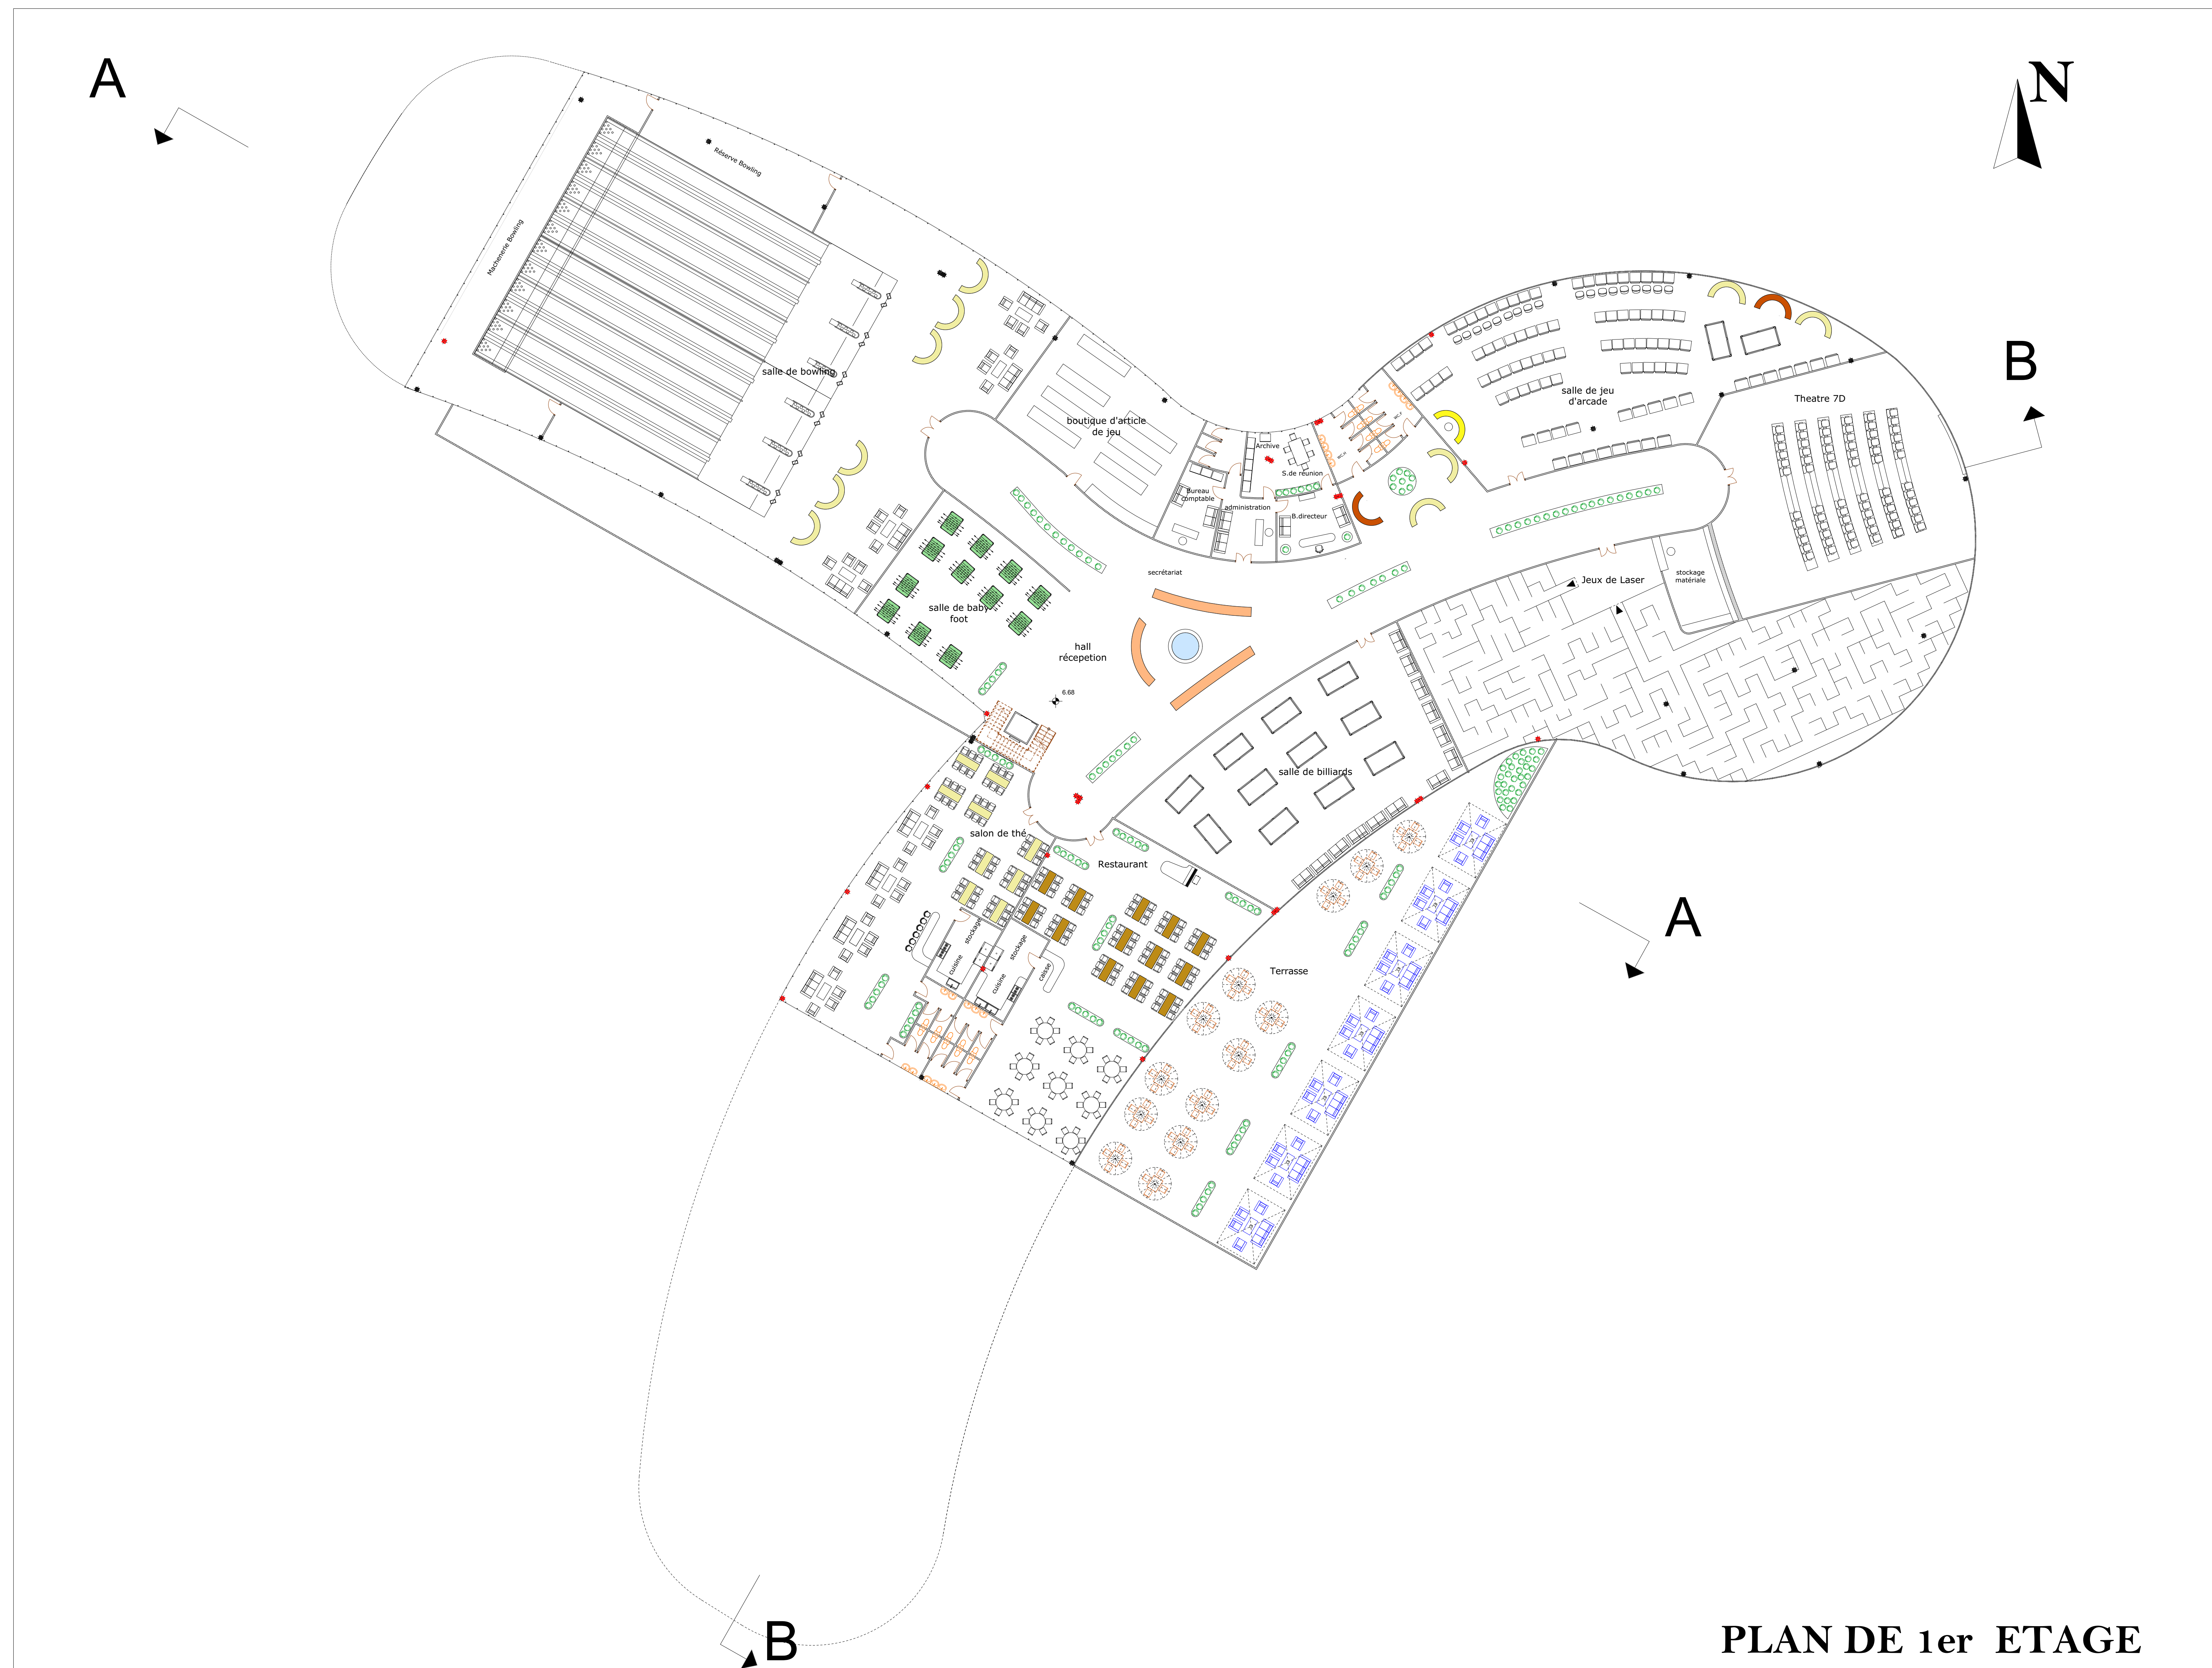 A
N
Réserve Bowling
Machenerie Bowling
salle de bowling
B
boutique d'article
de jeu
salle de jeu
d'arcade
Theatre 7D
Archive
S.de réunion
Bureau
comptable
administration
B.directeur
secrétariat
stockage
matériale
Jeux de Laser
salle de baby
foot
hall
récepetion
6.68
salle de billiards
salon de thé
Restaurant
A
stockage
stockage
cuisine
cuisine
caisse
Terrasse
B
PLAN DE 1er ETAGE